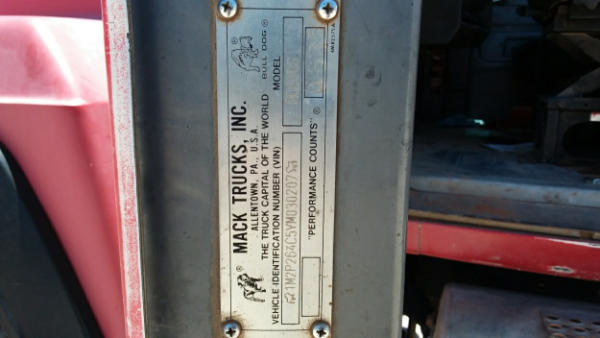 MACK TRUCKS, INC.
ALLENTOWN, PA., U.S.A.
THE TRUCK CAPITAL OF THE WORLD
BULL DOG ®
VEHICLE IDENTIFICATION NUMBER (VIN) MODEL
1M2P264C5YM030207
"PERFORMANCE COUNTS"